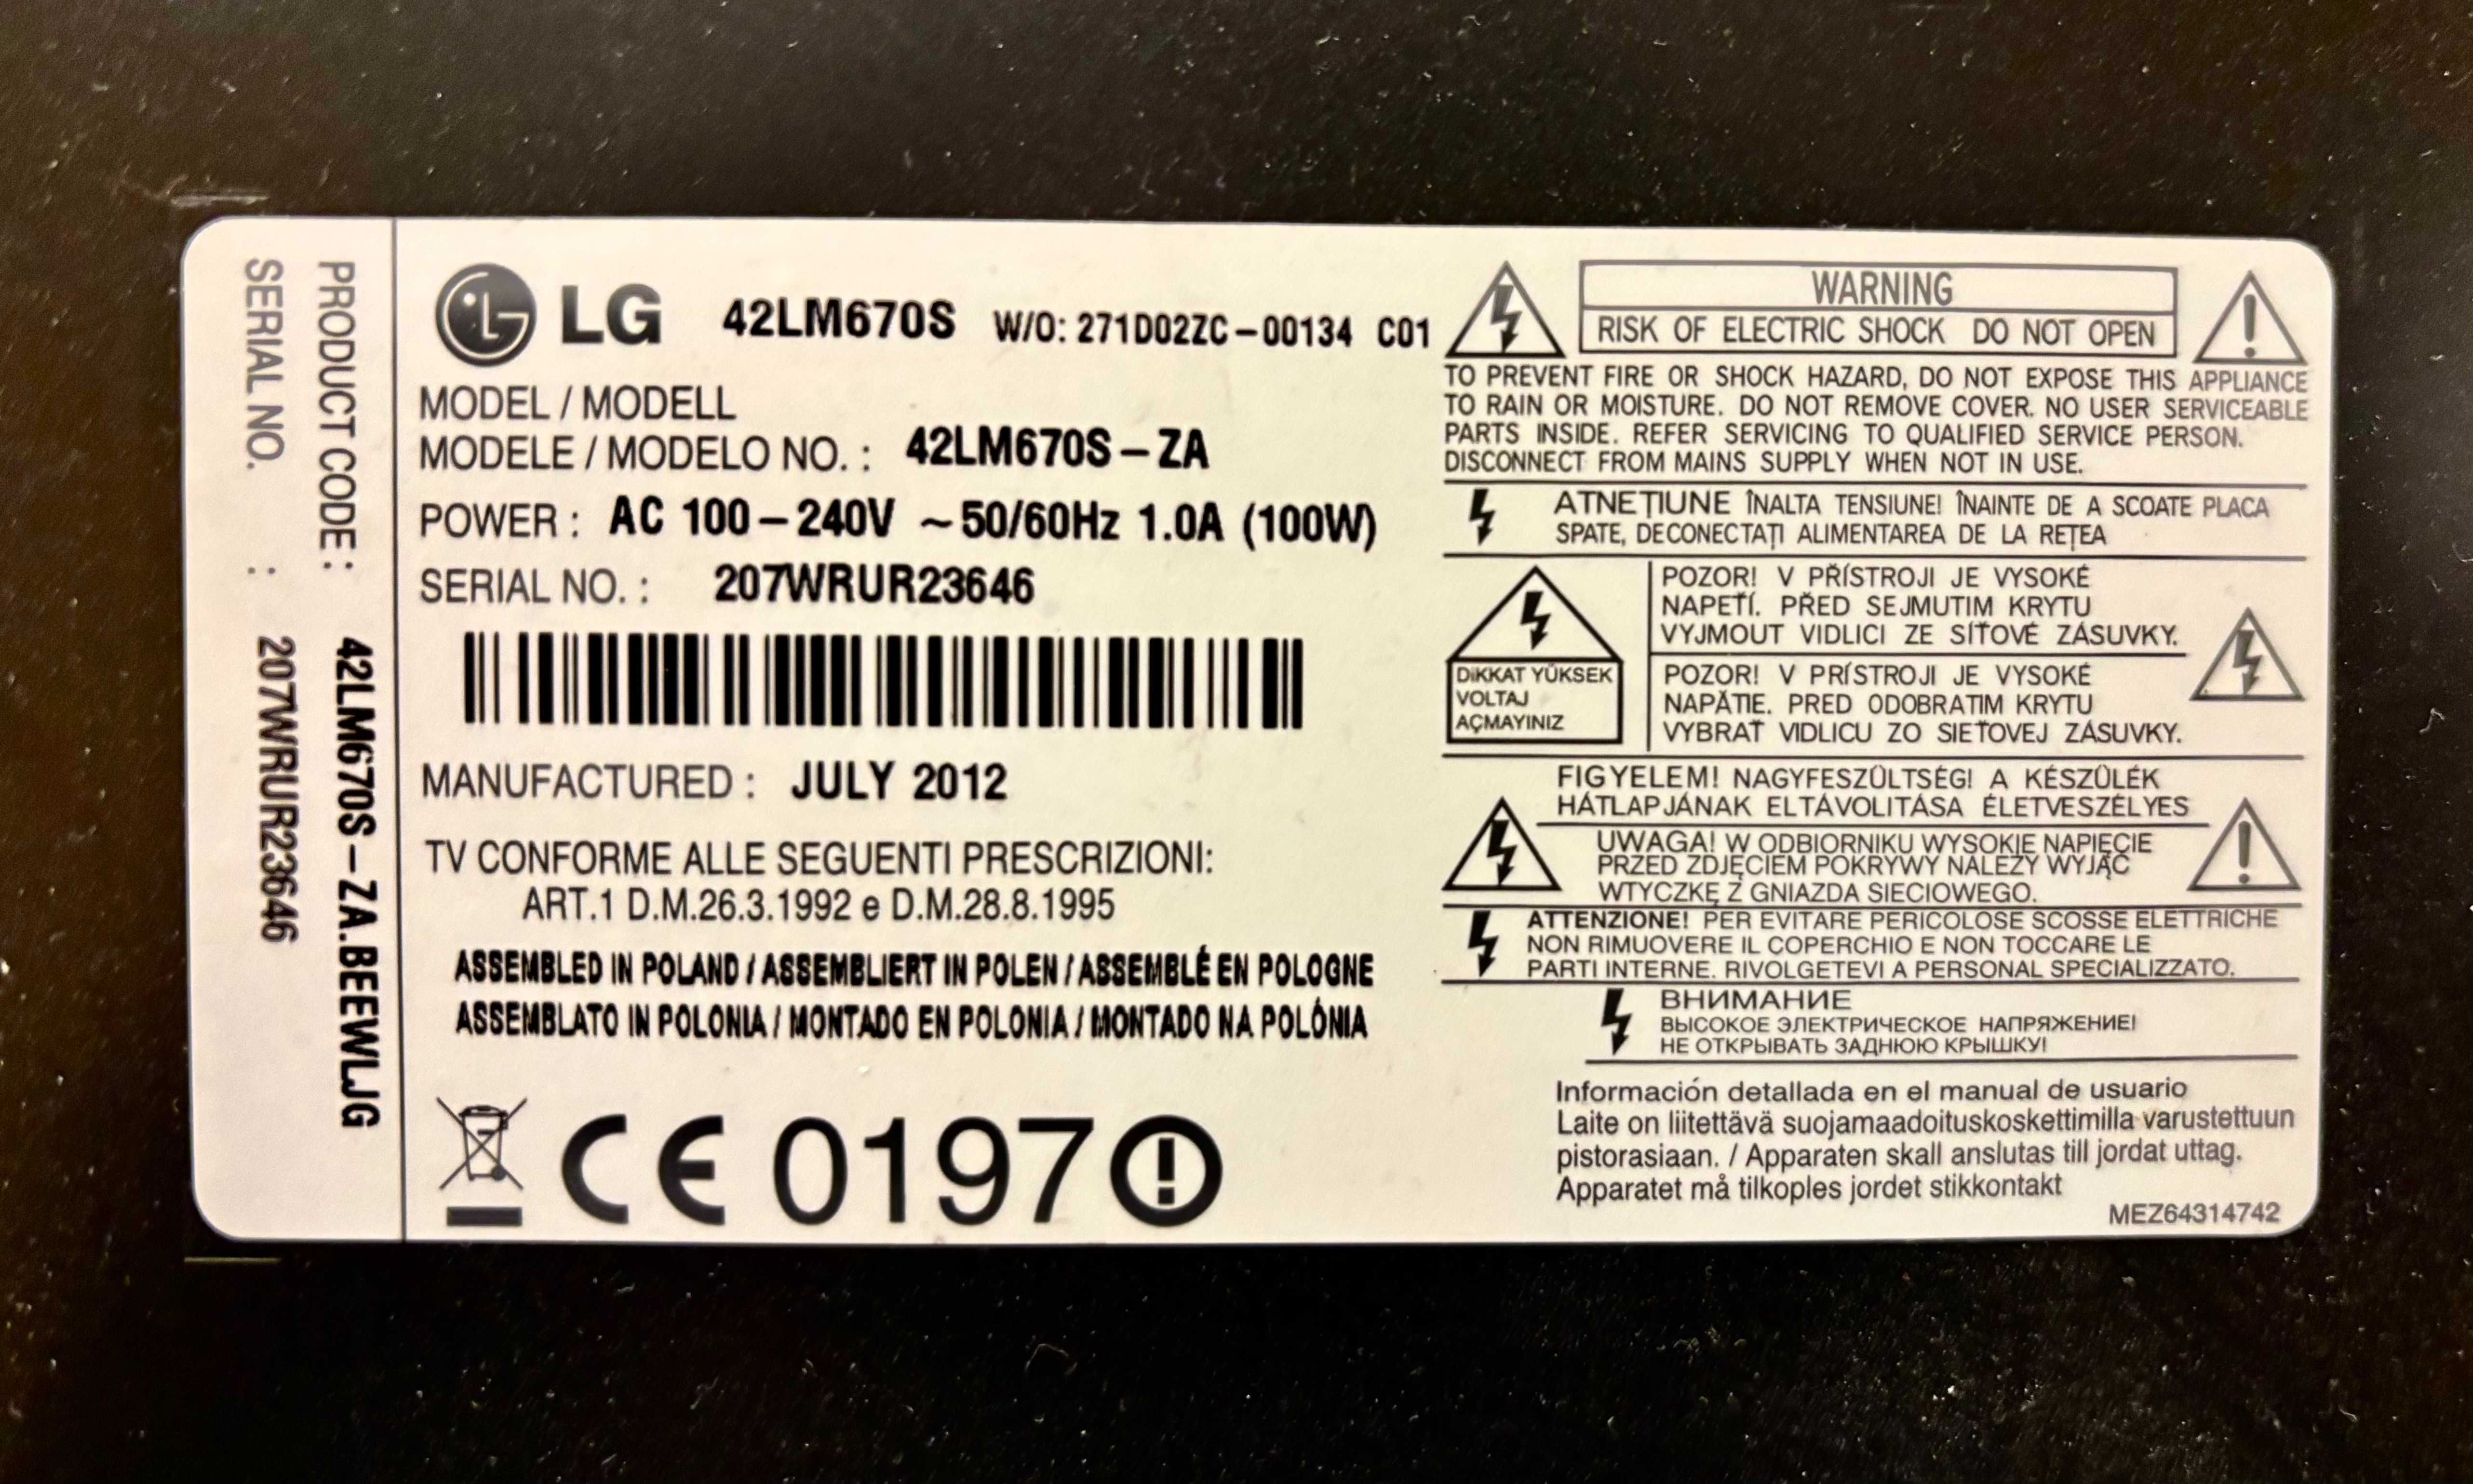 PRODUCT CODE : 42LM670S-ZA.BEEWLJG
SERIAL NO. : 207WRUR23646
LG 42LM670S W/O: 271D02ZC-00134 C01
MODEL / MODELL
MODELE / MODELO NO. : 42LM670S-ZA
POWER : AC 100-240V ~50/60Hz 1.0A (100W)
SERIAL NO. : 207WRUR23646
MANUFACTURED : JULY 2012
TV CONFORME ALLE SEGUENTI PRESCRIZIONI:
ART.1 D.M.26.3.1992 e D.M.28.8.1995
ASSEMBLED IN POLAND / ASSEMBLIERT IN POLEN / ASSEMBLÉ EN POLOGNE
ASSEMBLATO IN POLONIA / MONTADO EN POLONIA / MONTADO NA POLÓNIA
CE 0197
WARNING
RISK OF ELECTRIC SHOCK DO NOT OPEN
TO PREVENT FIRE OR SHOCK HAZARD, DO NOT EXPOSE THIS APPLIANCE
TO RAIN OR MOISTURE. DO NOT REMOVE COVER. NO USER SERVICEABLE
PARTS INSIDE. REFER SERVICING TO QUALIFIED SERVICE PERSON.
DISCONNECT FROM MAINS SUPPLY WHEN NOT IN USE.
ATNEȚIUNE ÎNALTA TENSIUNE! ÎNAINTE DE A SCOATE PLACA
SPATE, DECONECTAȚI ALIMENTAREA DE LA REȚEA
DİKKAT YÜKSEK
VOLTAJ
AÇMAYINIZ
POZOR! V PŘÍSTROJI JE VYSOKÉ
NAPETÍ. PŘED SEJMUTIM KRYTU
VYJMOUT VIDLICI ZE SÍŤOVÉ ZÁSUVKY.
POZOR! V PRÍSTROJI JE VYSOKÉ
NAPÄTIE. PRED ODOBRATIM KRYTU
VYBRAŤ VIDLICU ZO SIEŤOVEJ ZÁSUVKY.
FIGYELEM! NAGYFESZÜLTSÉG! A KÉSZÜLÉK
HÁTLAPJÁNAK ELTÁVOLITÁSA ÉLETVESZÉLYES
UWAGA! W ODBIORNIKU WYSOKIE NAPIĘCIE
PRZED ZDJĘCIEM POKRYWY NALEŻY WYJĄĆ
WTYCZKĘ Z GNIAZDA SIECIOWEGO.
ATTENZIONE! PER EVITARE PERICOLOSE SCOSSE ELETTRICHE
NON RIMUOVERE IL COPERCHIO E NON TOCCARE LE
PARTI INTERNE. RIVOLGETEVI A PERSONAL SPECIALIZZATO.
ВНИМАНИЕ
ВЫСОКОЕ ЭЛЕКТРИЧЕСКОЕ НАПРЯЖЕНИЕ!
НЕ ОТКРЫВАТЬ ЗАДНЮЮ КРЫШКУ!
Información detallada en el manual de usuario
Laite on liitettävä suojamaadoituskoskettimilla varustettuun
pistorasiaan. / Apparaten skall anslutas till jordat uttag.
Apparatet må tilkoples jordet stikkontakt
MEZ64314742